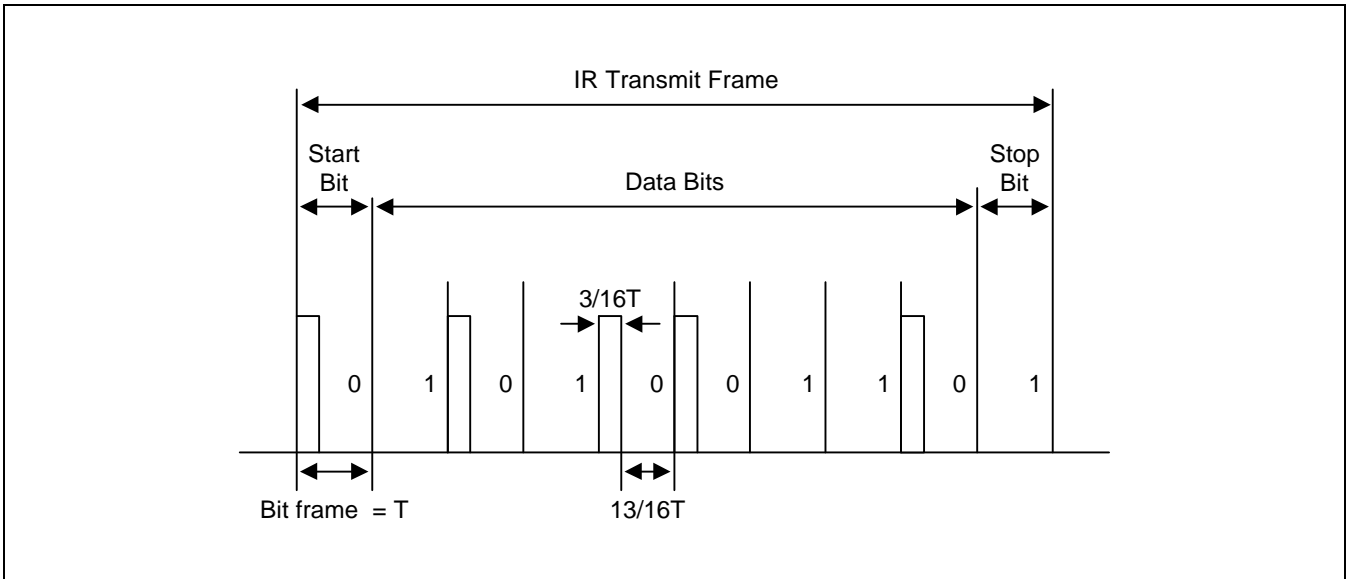 IR Transmit Frame
Start
Bit
Data Bits
Stop
Bit
3/16T
0 1 0 1 0 0 1 1 0 1
Bit frame = T
13/16T